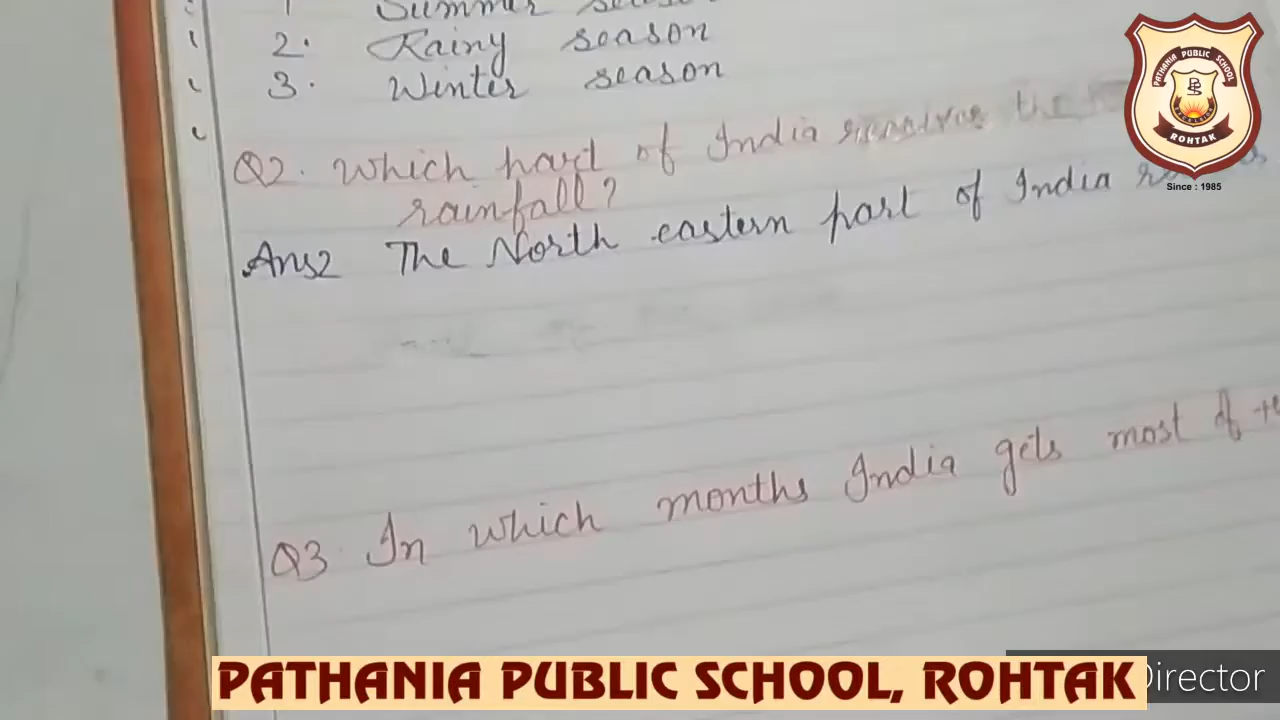 1 Summer
2. Rainy season
3. Winter season
Q2. Which part of India receives the
rainfall?
Ans2 The North eastern part of India
Q3 In which months India gets most of
PATHANIA PUBLIC SCHOOL
ROHTAK
Since : 1985
PATHANIA PUBLIC SCHOOL, ROHTAK
Director